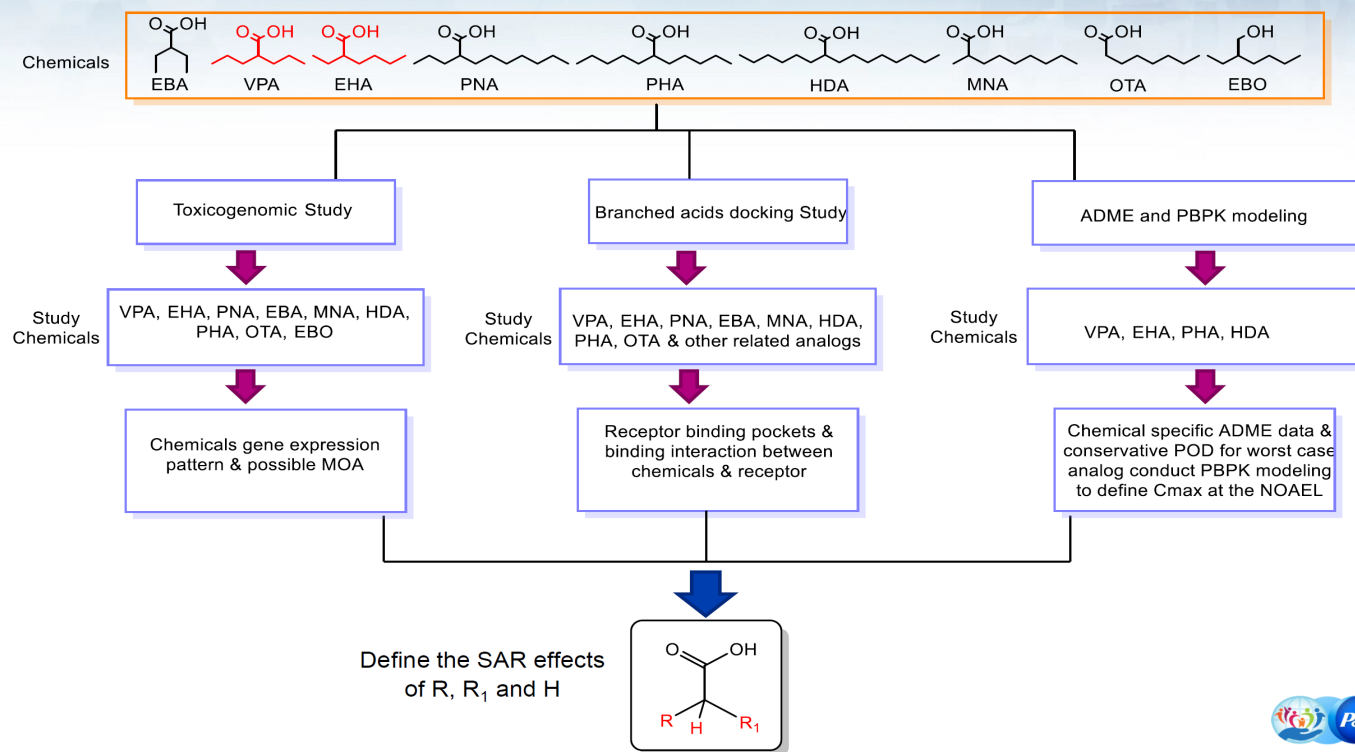 O OH
EBA
O OH
VPA
O OH
EHA
O OH
PNA
O OH
PHA
O OH
HDA
O OH
MNA
O OH
OTA
OH
EBO
Chemicals
Toxicogenomic Study
Branched acids docking Study
ADME and PBPK modeling
Study
Chemicals
VPA, EHA, PNA, EBA, MNA, HDA,
PHA, OTA, EBO
Study
Chemicals
VPA, EHA, PNA, EBA, MNA, HDA,
PHA, OTA & other related analogs
Study
Chemicals
VPA, EHA, PHA, HDA
Chemicals gene expression
pattern & possible MOA
Receptor binding pockets &
binding interaction between
chemicals & receptor
Chemical specific ADME data &
conservative POD for worst case
analog conduct PBPK modeling
to define Cmax at the NOAEL
Define the SAR effects
of R, R₁ and H
O OH
R H R₁